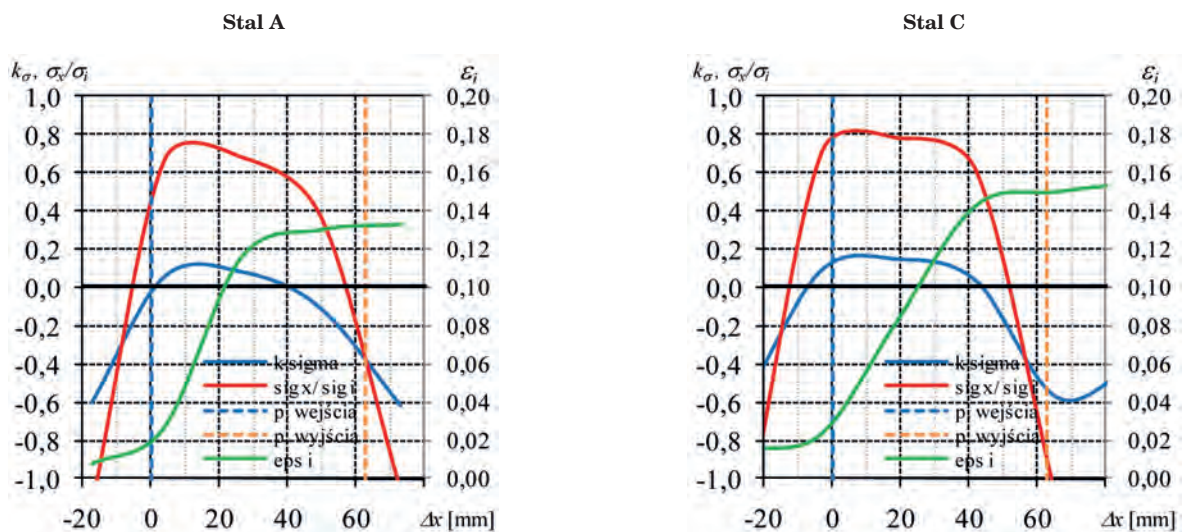 Stal A
kσ, σx/σi
εi
1,0
0,8
0,6
0,4
0,2
0,0
-0,2
-0,4
-0,6
-0,8
-1,0
0,20
0,18
0,16
0,14
0,12
0,10
0,08
0,06
0,04
0,02
0,00
k sigma
sigx/sigi
p. wejścia
p. wyjścia
eps i
-20 0 20 40 60 Δx [mm]
Stal C
kσ, σx/σi
εi
1,0
0,8
0,6
0,4
0,2
0,0
-0,2
-0,4
-0,6
-0,8
-1,0
0,20
0,18
0,16
0,14
0,12
0,10
0,08
0,06
0,04
0,02
0,00
k sigma
sigx/sigi
p. wejścia
p. wyjścia
eps i
-20 0 20 40 60 Δx [mm]